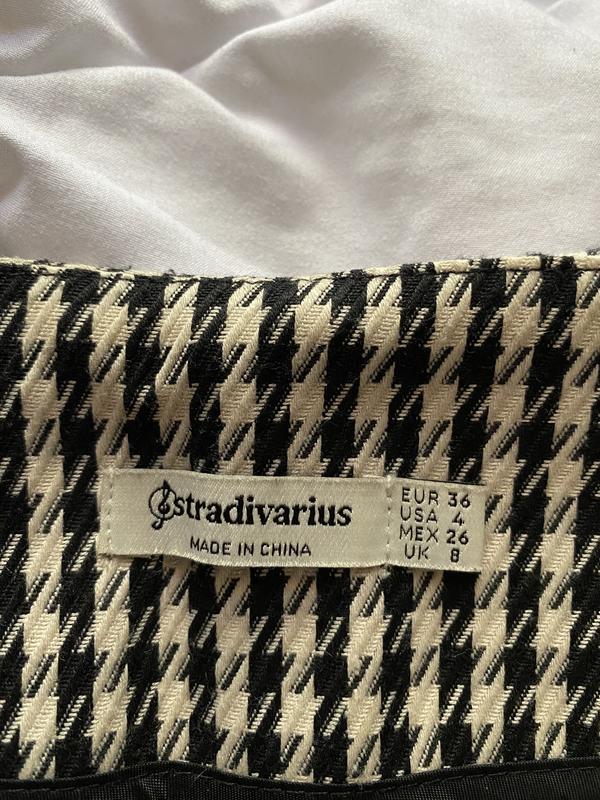 stradivarius
MADE IN CHINA
EUR 36
USA 4
MEX 26
UK 8